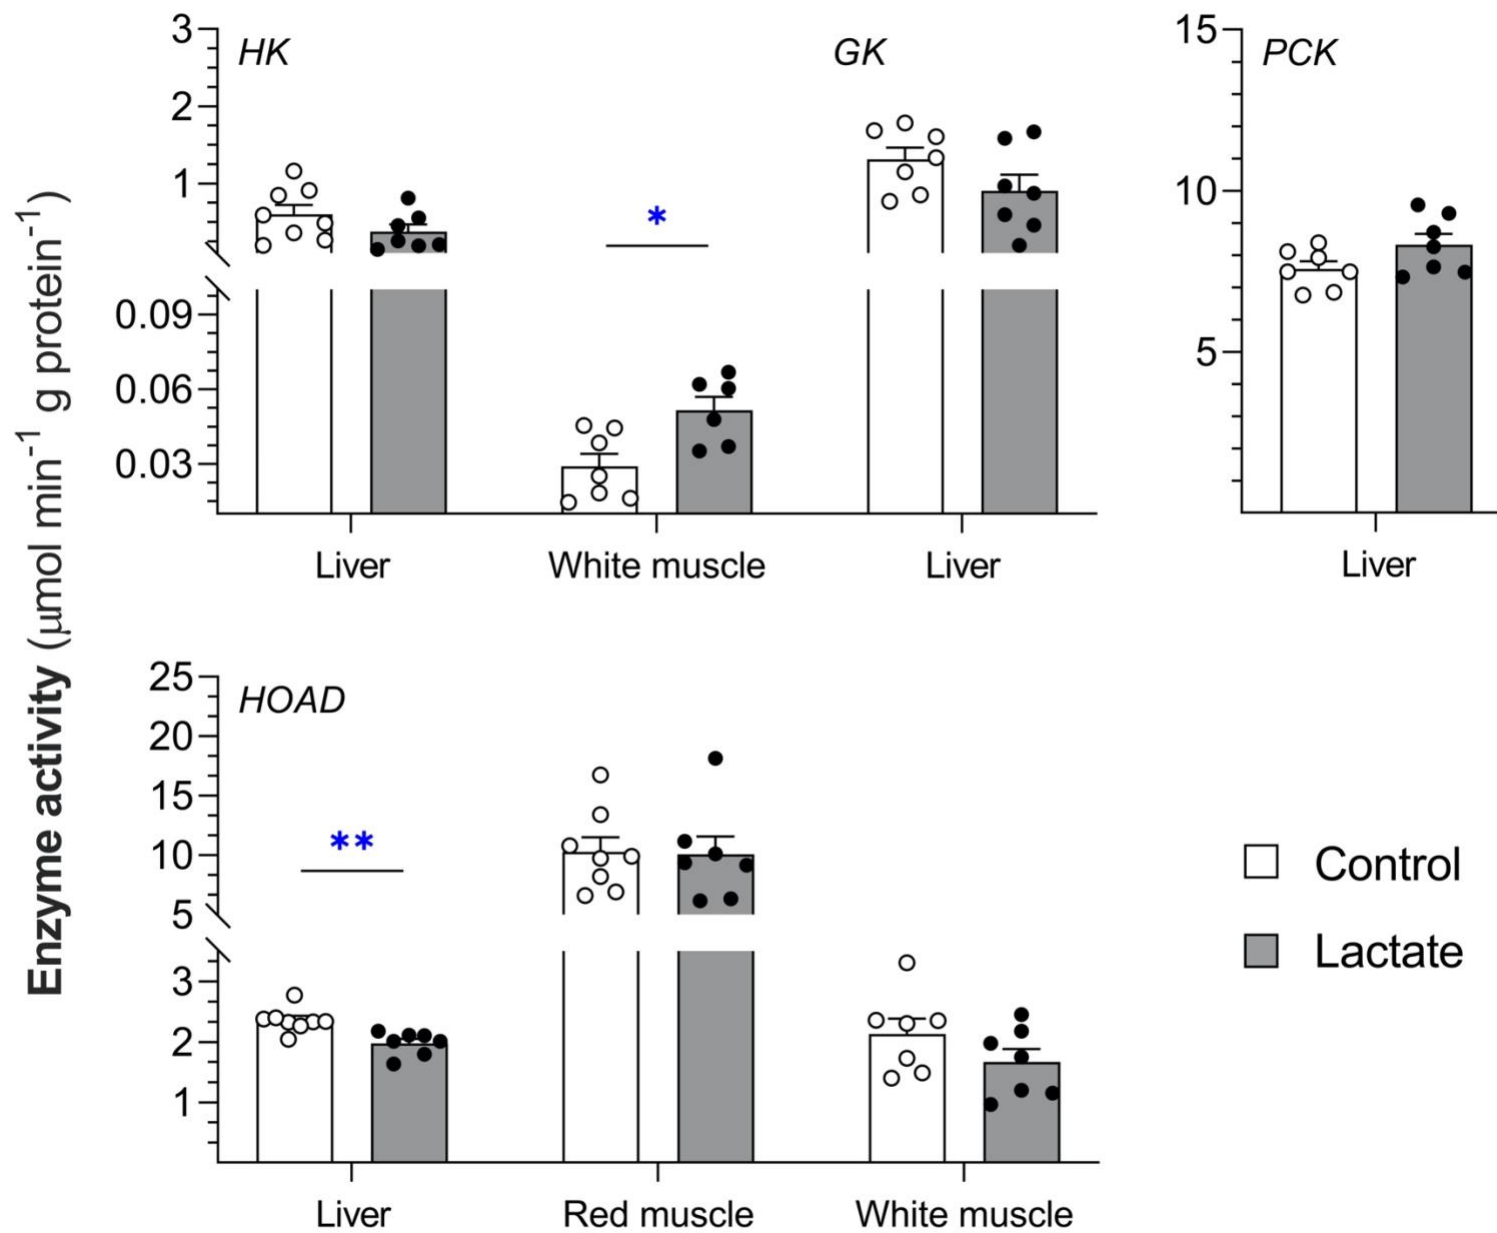 Enzyme activity (μmol min⁻¹ g protein⁻¹)
HK
GK
3
2
1
0.09
0.06
0.03
*
Liver
White muscle
Liver
PCK
15
10
5
Liver
HOAD
25
20
15
10
5
3
2
1
**
Liver
Red muscle
White muscle
Control
Lactate